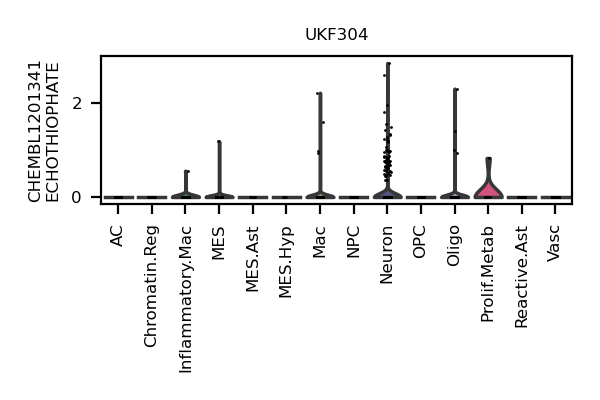 UKF304
CHEMBL1201341
ECHOTHIOPHATE
2
0
AC
Chromatin.Reg
Inflammatory.Mac
MES
MES.Ast
MES.Hyp
Mac
NPC
Neuron
OPC
Oligo
Prolif.Metab
Reactive.Ast
Vasc